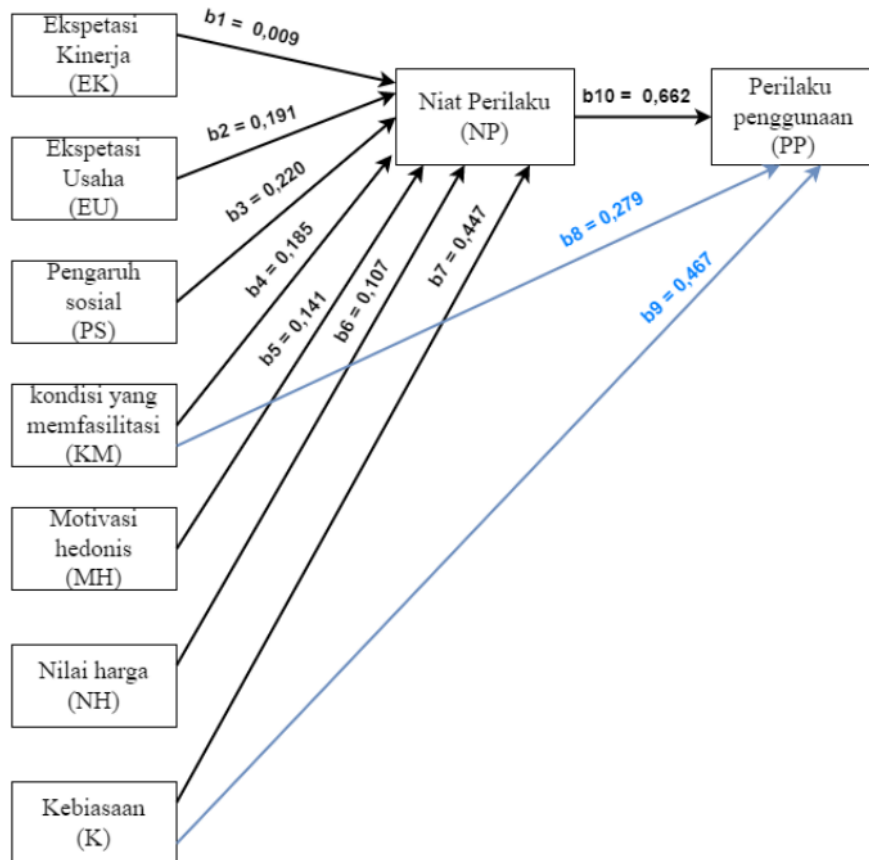 Ekspetasi
Kinerja
(EK)
b1 = 0,009
Niat Perilaku
(NP)
b10 = 0,662
Perilaku
penggunaan
(PP)
Ekspetasi
Usaha
(EU)
b2 = 0,191
Pengaruh
sosial
(PS)
b3 = 0,220
kondisi yang
memfasilitasi
(KM)
b4 = 0,185
b8 = 0,279
Motivasi
hedonis
(MH)
b5 = 0,141
Nilai harga
(NH)
b6 = 0,107
Kebiasaan
(K)
b7 = 0,447
b9 = 0,467